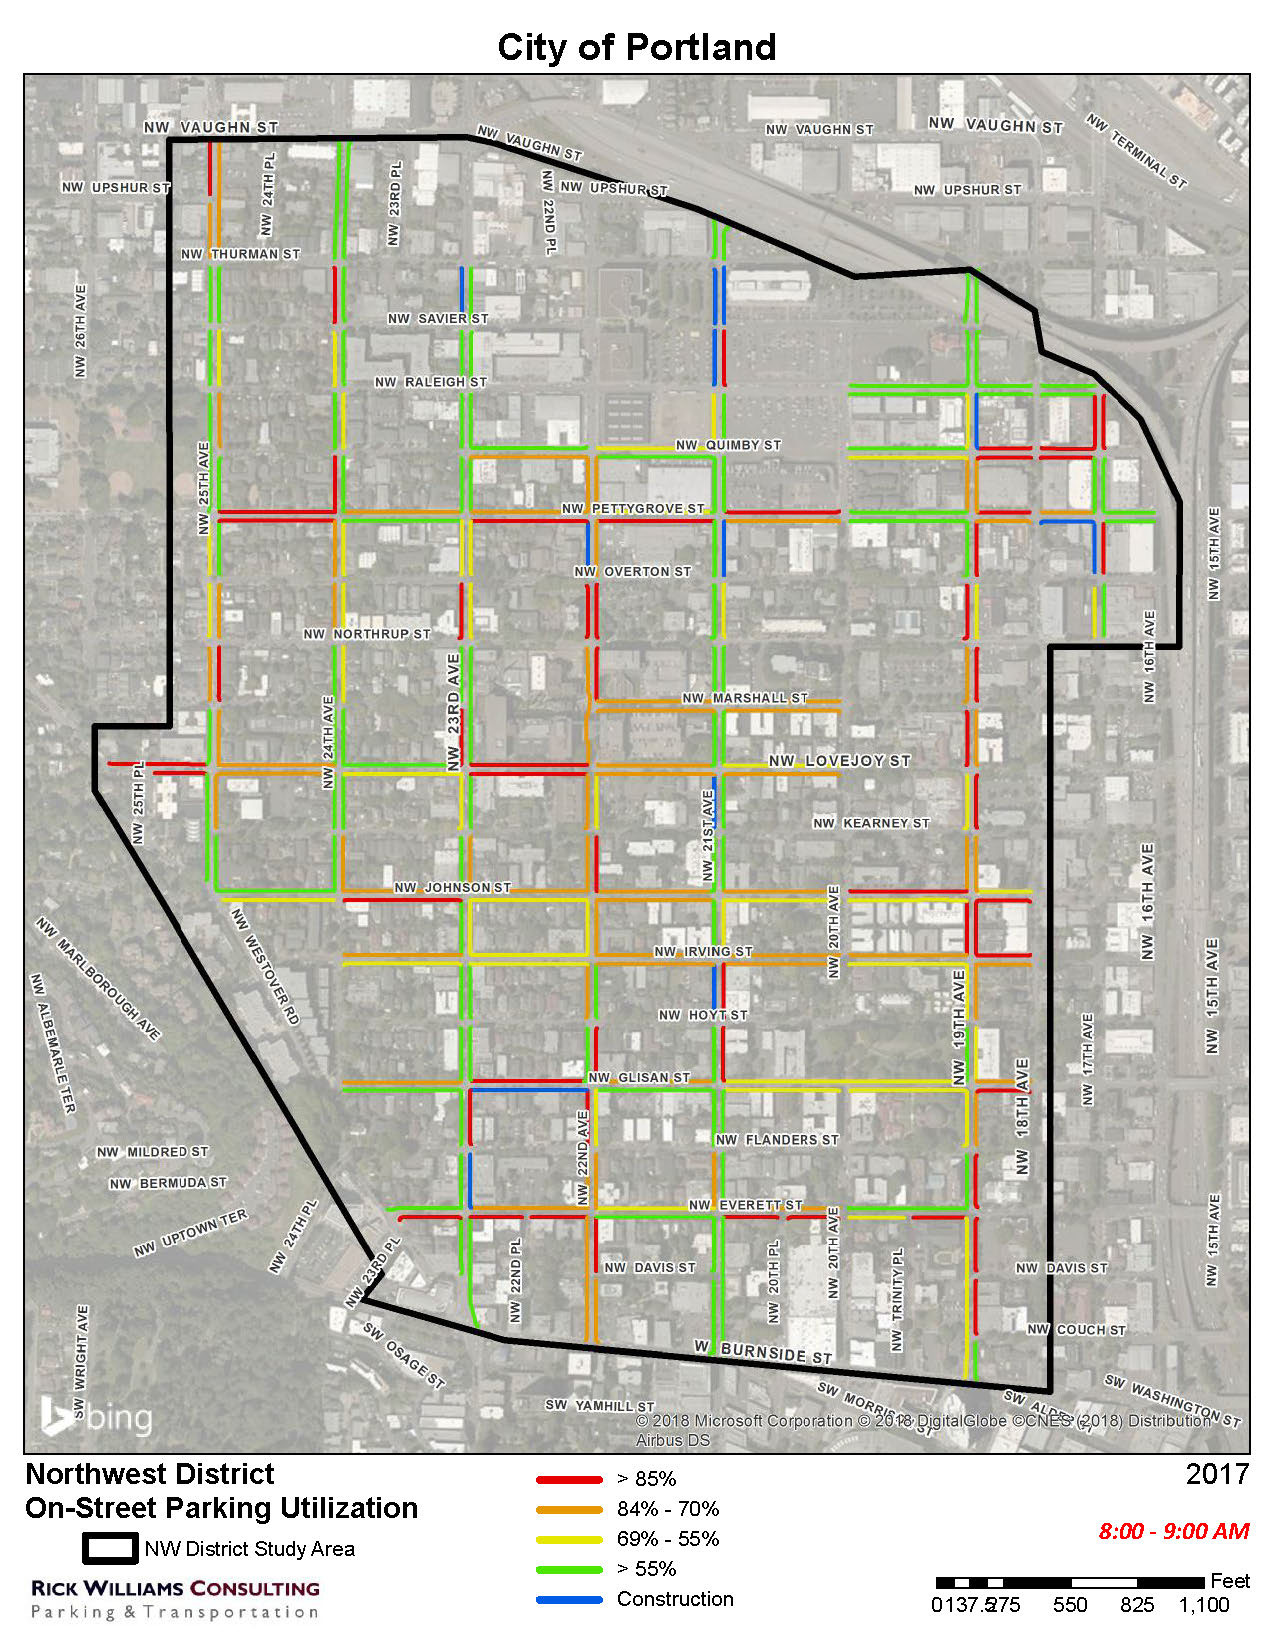 City of Portland
NW VAUGHN ST
NW VAUGHN ST
NW VAUGHN ST
NW VAUGHN ST
NW TERMINAL ST
NW UPSHUR ST
NW 24TH PL
NW 23RD PL
NW 22ND PL
NW UPSHUR ST
NW UPSHUR ST
NW THURMAN ST
NW 26TH AVE
NW SAVIER ST
NW RALEIGH ST
NW QUIMBY ST
NW 25TH AVE
NW PETTYGROVE ST
NW 15TH AVE
NW OVERTON ST
NW NORTHRUP ST
NW 16TH AVE
NW 23RD AVE
NW 24TH AVE
NW MARSHALL ST
NW LOVEJOY ST
NW 25TH PL
NW 21ST AVE
NW KEARNEY ST
NW 16TH AVE
NW JOHNSON ST
NW 20TH AVE
NW WESTOVER RD
NW MARLBOROUGH AVE
NW IRVING ST
NW 15TH AVE
NW ALBEMARLE TER
NW HOYT ST
NW 19TH AVE
NW 17TH AVE
NW GLISAN ST
NW 18TH AVE
NW 22ND AVE
NW FLANDERS ST
NW MILDRED ST
NW BERMUDA ST
NW UPTOWN TER
NW 24TH PL
NW EVERETT ST
NW 15TH AVE
NW 23RD PL
NW 22ND PL
NW DAVIS ST
NW 20TH PL
NW 20TH AVE
NW TRINITY PL
NW DAVIS ST
NW COUCH ST
SW WRIGHT AVE
SW OSAGE ST
W BURNSIDE ST
SW YAMHILL ST
SW MORRIS ST
SW WASHINGTON ST
bing
© 2018 Microsoft Corporation © 2018 DigitalGlobe ©CNES (2018) Distribution
Airbus DS
Northwest District
On-Street Parking Utilization
NW District Study Area
RICK WILLIAMS CONSULTING
Parking & Transportation
> 85%
84% - 70%
69% - 55%
> 55%
Construction
2017
8:00 - 9:00 AM
Feet
0 137.5 275 550 825 1,100